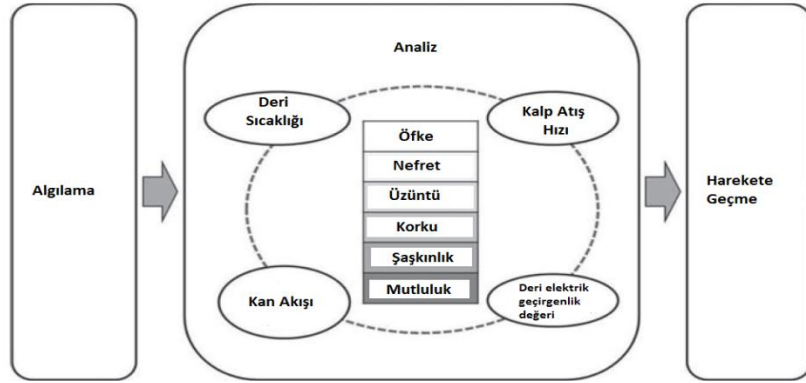 Algılama
Analiz
Deri
Sıcaklığı
Kalp Atış
Hızı
Öfke
Nefret
Üzüntü
Korku
Şaşkınlık
Mutluluk
Kan Akışı
Deri elektrik
geçirgenlik
değeri
Harekete
Geçme